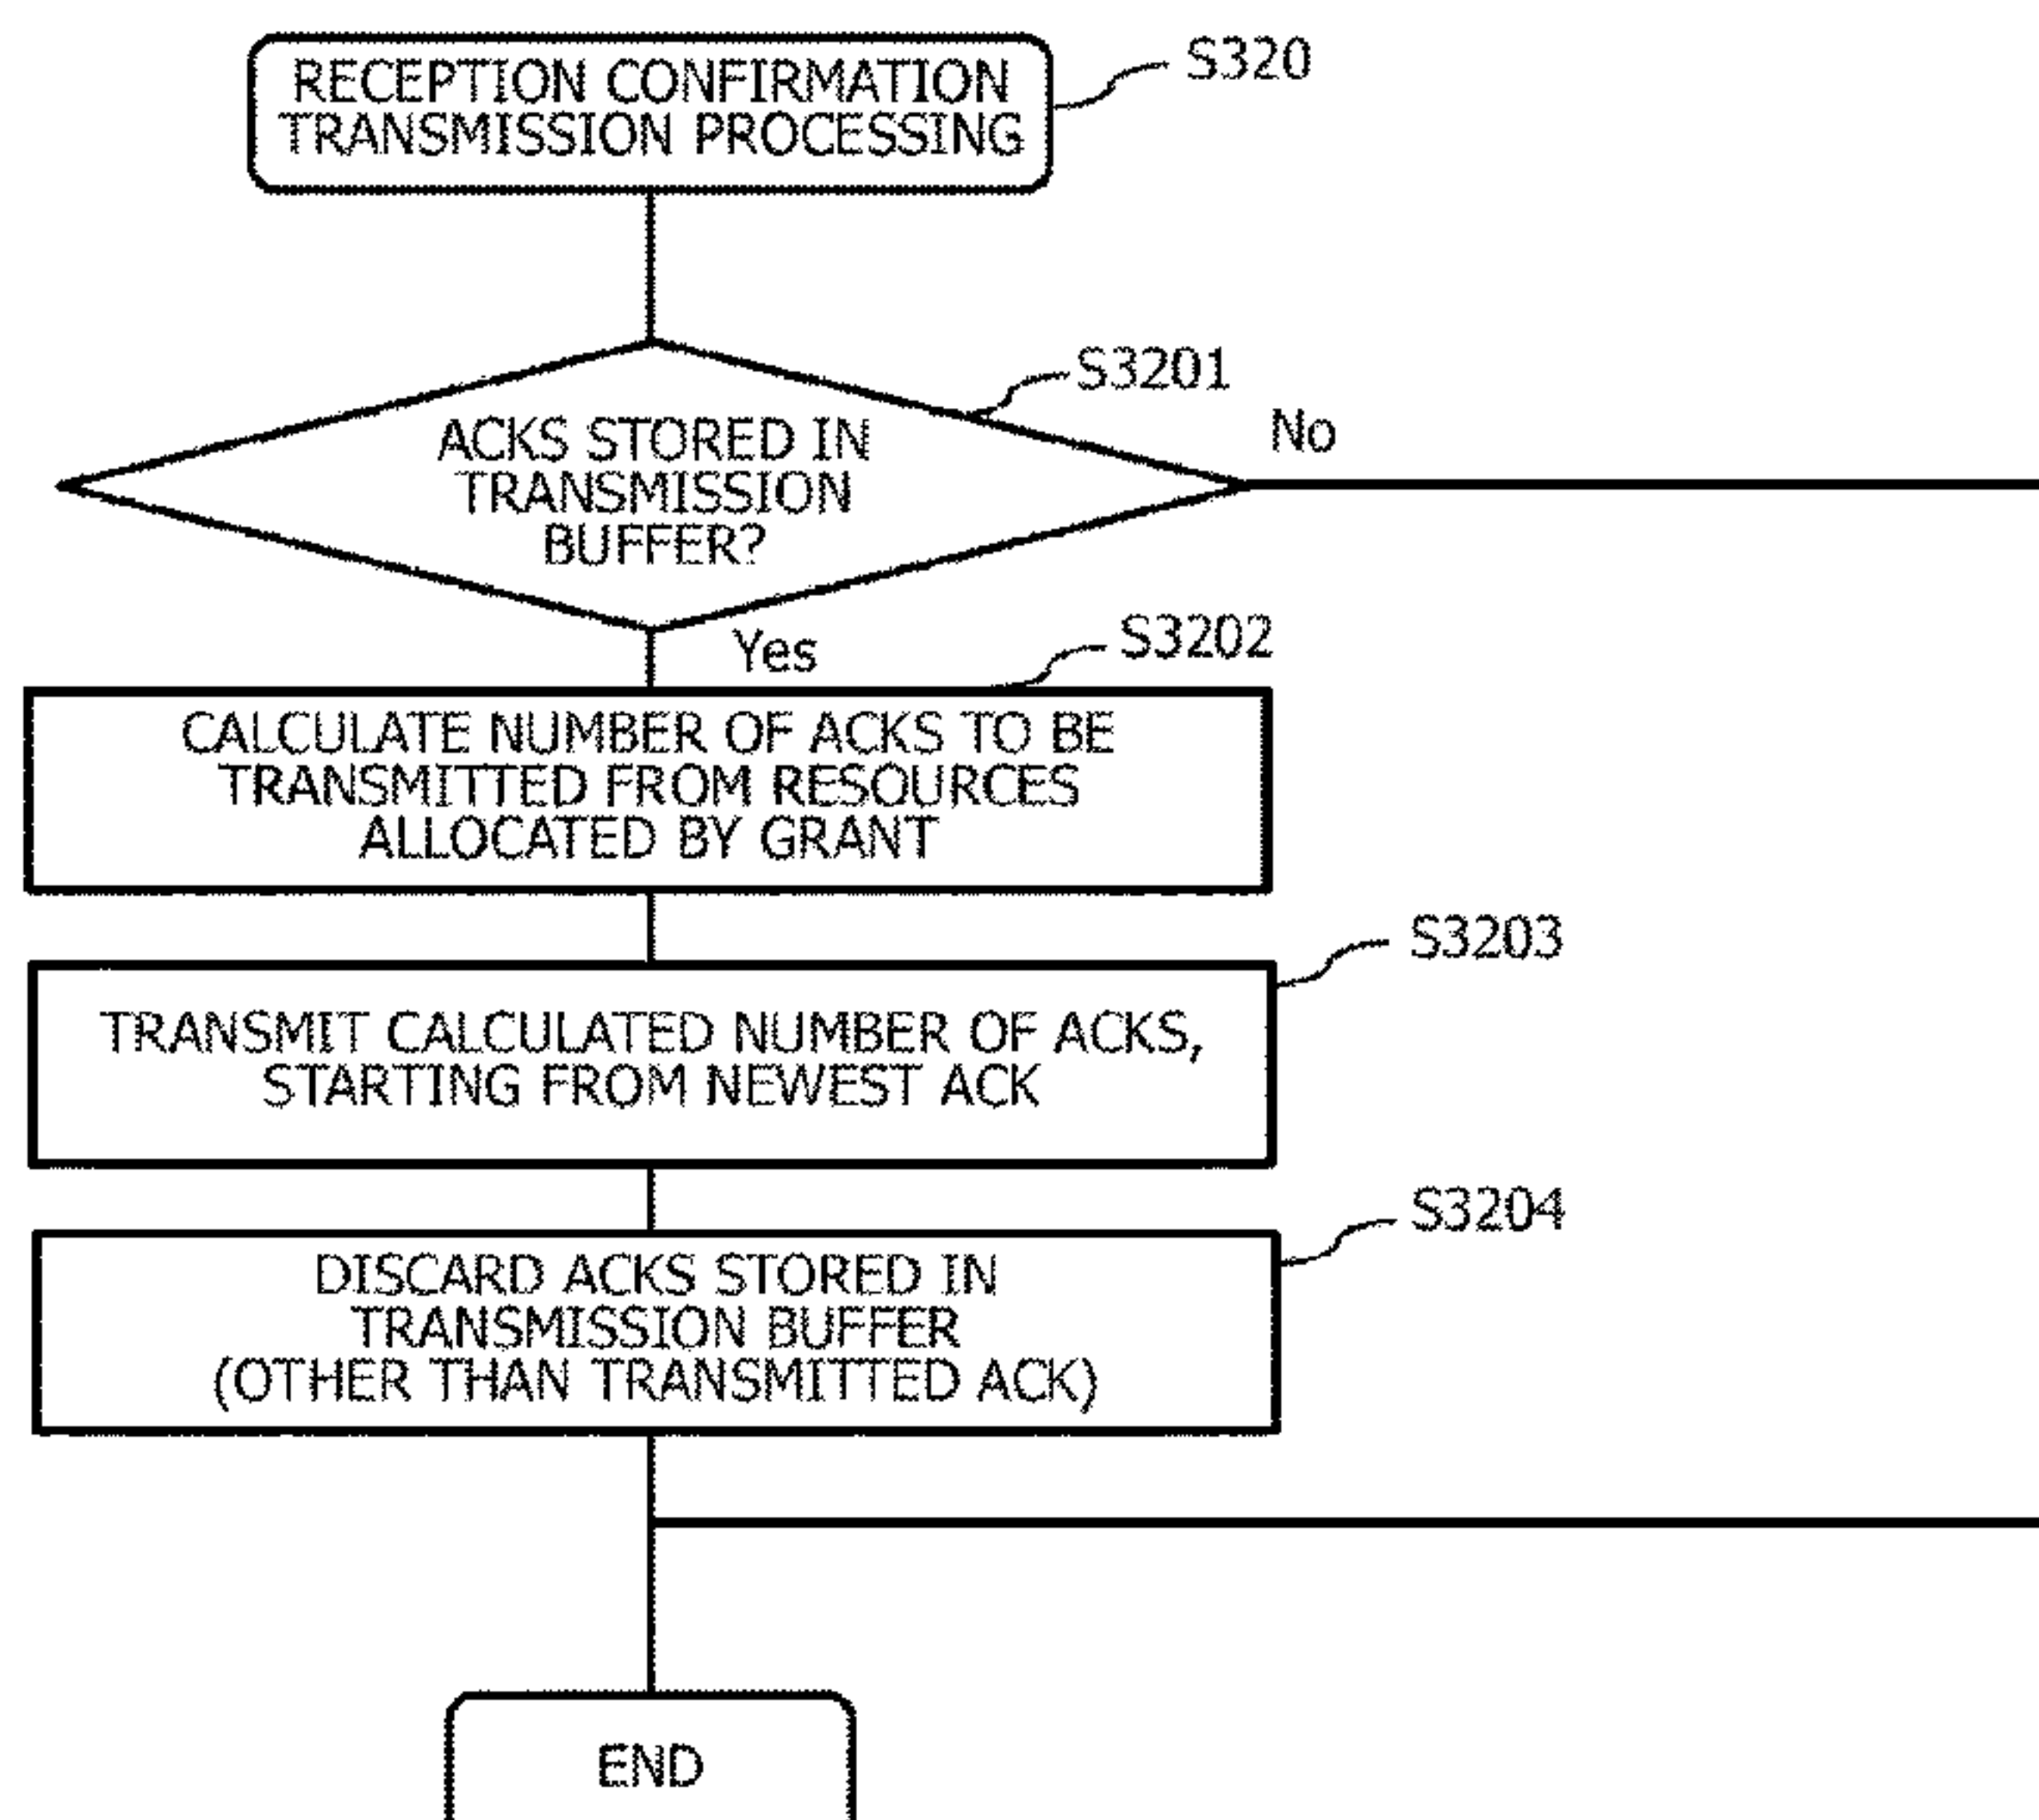 RECEPTION CONFIRMATION
TRANSMISSION PROCESSING
S320
S3201
ACKS STORED IN
TRANSMISSION
BUFFER?
No
Yes
S3202
CALCULATE NUMBER OF ACKS TO BE
TRANSMITTED FROM RESOURCES
ALLOCATED BY GRANT
S3203
TRANSMIT CALCULATED NUMBER OF ACKS,
STARTING FROM NEWEST ACK
S3204
DISCARD ACKS STORED IN
TRANSMISSION BUFFER
(OTHER THAN TRANSMITTED ACK)
END